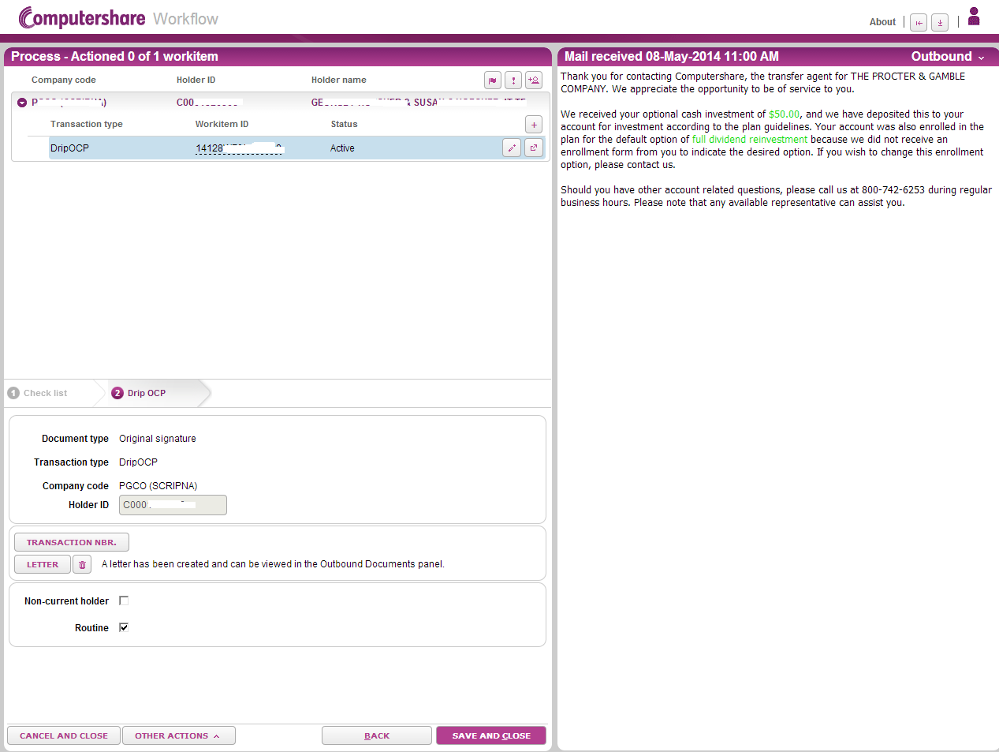 Computershare Workflow
About
Process - Actioned 0 of 1 workitem
Company code Holder ID Holder name
C00 & SUSAN
Transaction type Workitem ID Status
DripOCP 14128 Active
1 Check list 2 Drip OCP
Document type Original signature
Transaction type DripOCP
Company code PGCO (SCRIPNA)
Holder ID C000
TRANSACTION NBR.
LETTER A letter has been created and can be viewed in the Outbound Documents panel.
Non-current holder
Routine
CANCEL AND CLOSE OTHER ACTIONS BACK SAVE AND CLOSE
Mail received 08-May-2014 11:00 AM Outbound
Thank you for contacting Computershare, the transfer agent for THE PROCTER & GAMBLE
COMPANY. We appreciate the opportunity to be of service to you.
We received your optional cash investment of $50.00, and we have deposited this to your
account for investment according to the plan guidelines. Your account was also enrolled in the
plan for the default option of full dividend reinvestment because we did not receive an
enrollment form from you to indicate the desired option. If you wish to change this enrollment
option, please contact us.
Should you have other account related questions, please call us at 800-742-6253 during regular
business hours. Please note that any available representative can assist you.